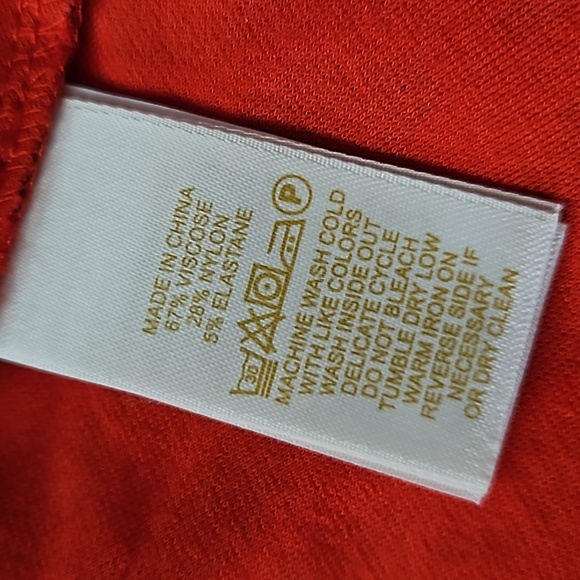 MADE IN CHINA
67% VISCOSE
28% NYLON
5% ELASTANE
30
P
MACHINE WASH COLD
WITH LIKE COLORS
WASH INSIDE OUT
DELICATE CYCLE
DO NOT BLEACH
TUMBLE DRY LOW
WARM IRON ON
REVERSE SIDE IF
NECESSARY
OR DRY CLEAN